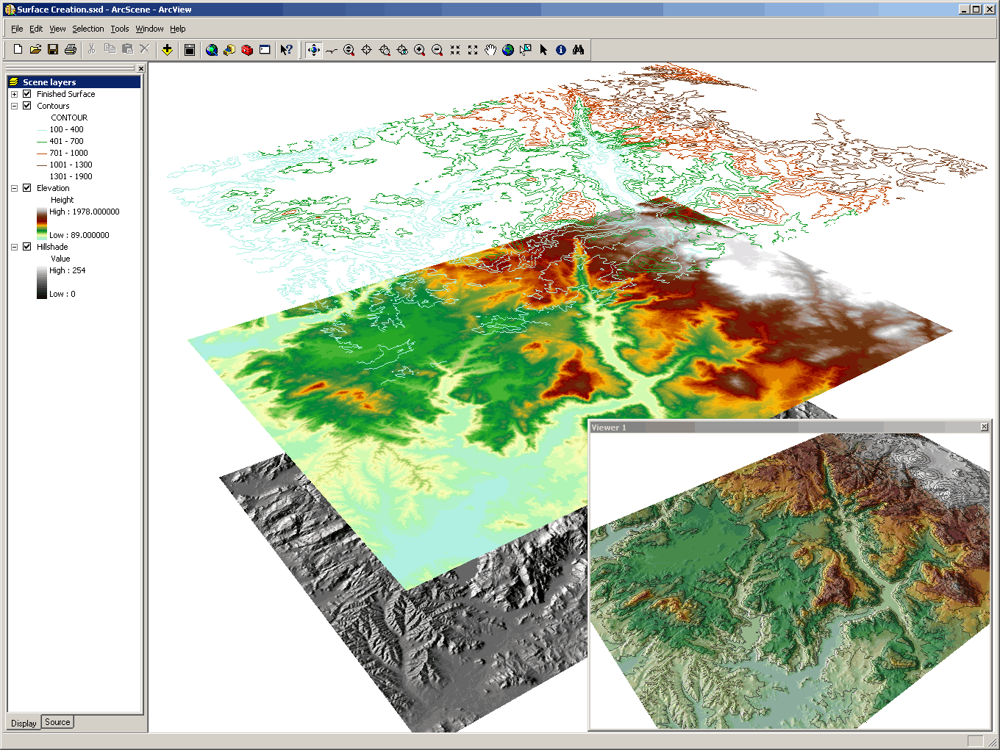 Surface Creation.sxd - ArcScene - ArcView
File Edit View Selection Tools Window Help
Scene layers
Finished Surface
Contours
CONTOUR
100 - 400
401 - 700
701 - 1000
1001 - 1300
1301 - 1900
Elevation
Height
High : 1978.000000
Low : 89.000000
Hillshade
Value
High : 254
Low : 0
Viewer 1
Display Source